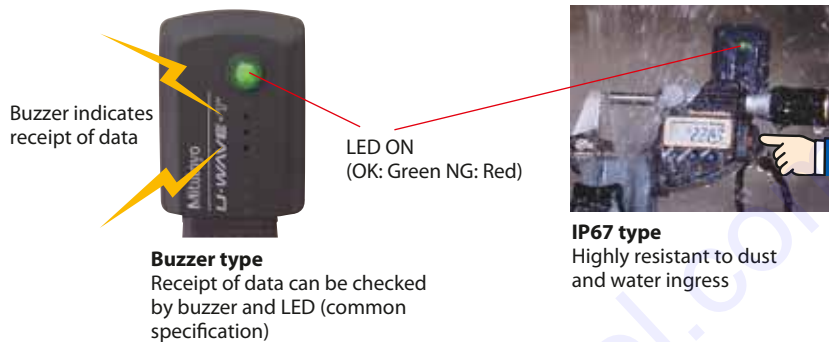 Buzzer indicates
receipt of data
Mitutoyo
U-WAVE-T
LED ON
(OK: Green NG: Red)
Buzzer type
Receipt of data can be checked
by buzzer and LED (common
specification)
IP67 type
Highly resistant to dust
and water ingress